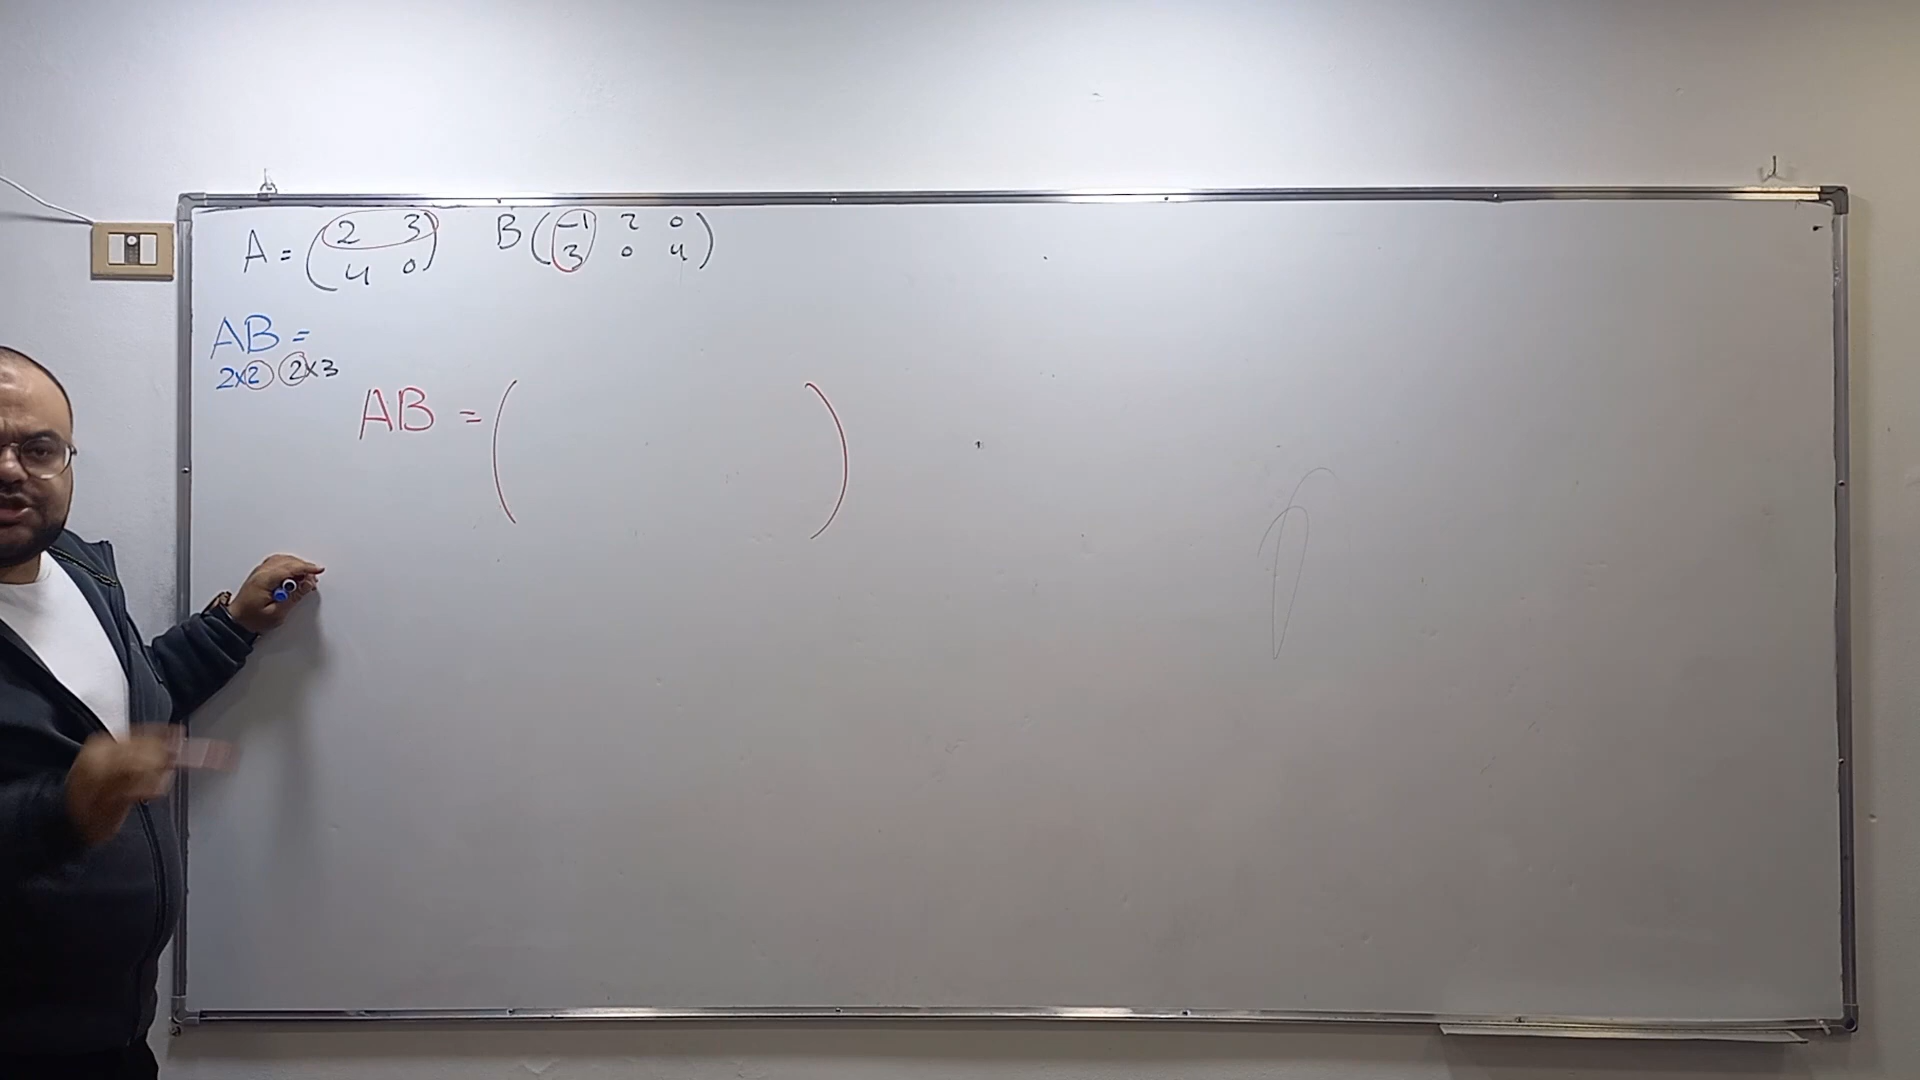 A = ( 2 3
4 0 ) B ( -1 2 0
3 0 4 )
AB =
2x2 2x3
AB = ( )